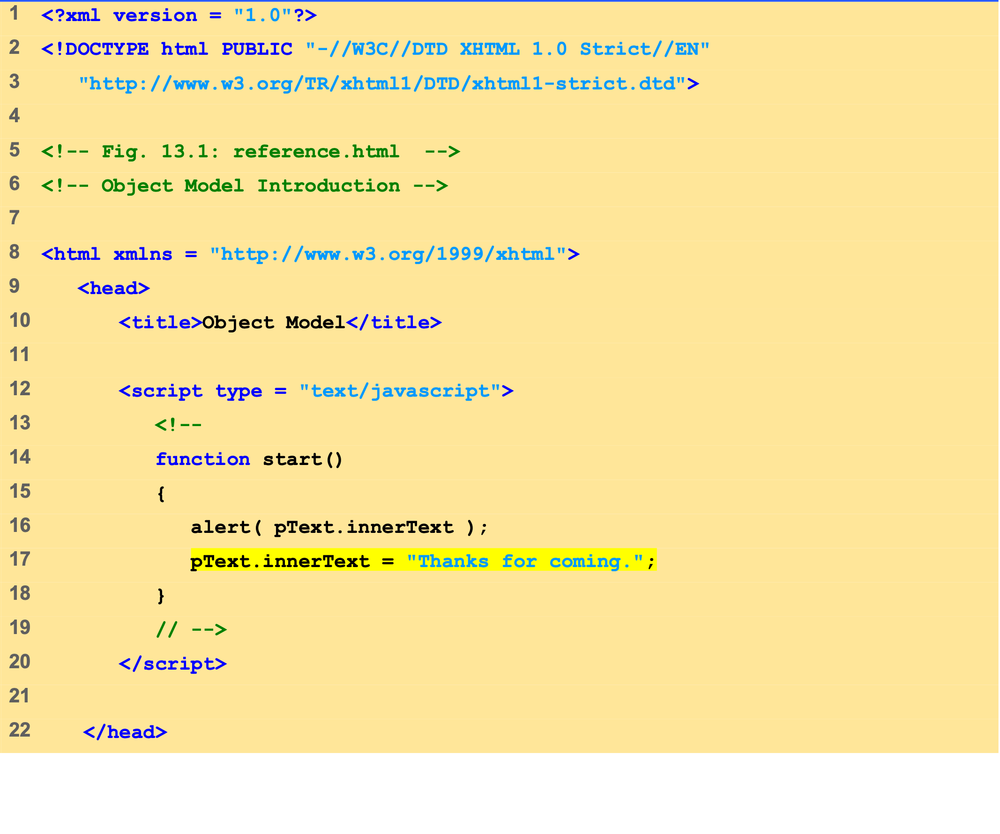 1 <?xml version = "1.0"?>
2 <!DOCTYPE html PUBLIC "-//W3C//DTD XHTML 1.0 Strict//EN"
3 "http://www.w3.org/TR/xhtml1/DTD/xhtml1-strict.dtd">
4
5 <!-- Fig. 13.1: reference.html  -->
6 <!-- Object Model Introduction -->
7
8 <html xmlns = "http://www.w3.org/1999/xhtml">
9 <head>
10 <title>Object Model</title>
11
12 <script type = "text/javascript">
13 <!--
14 function start()
15 {
16 alert( pText.innerText );
17 pText.innerText = "Thanks for coming.";
18 }
19 // -->
20 </script>
21
22 </head>